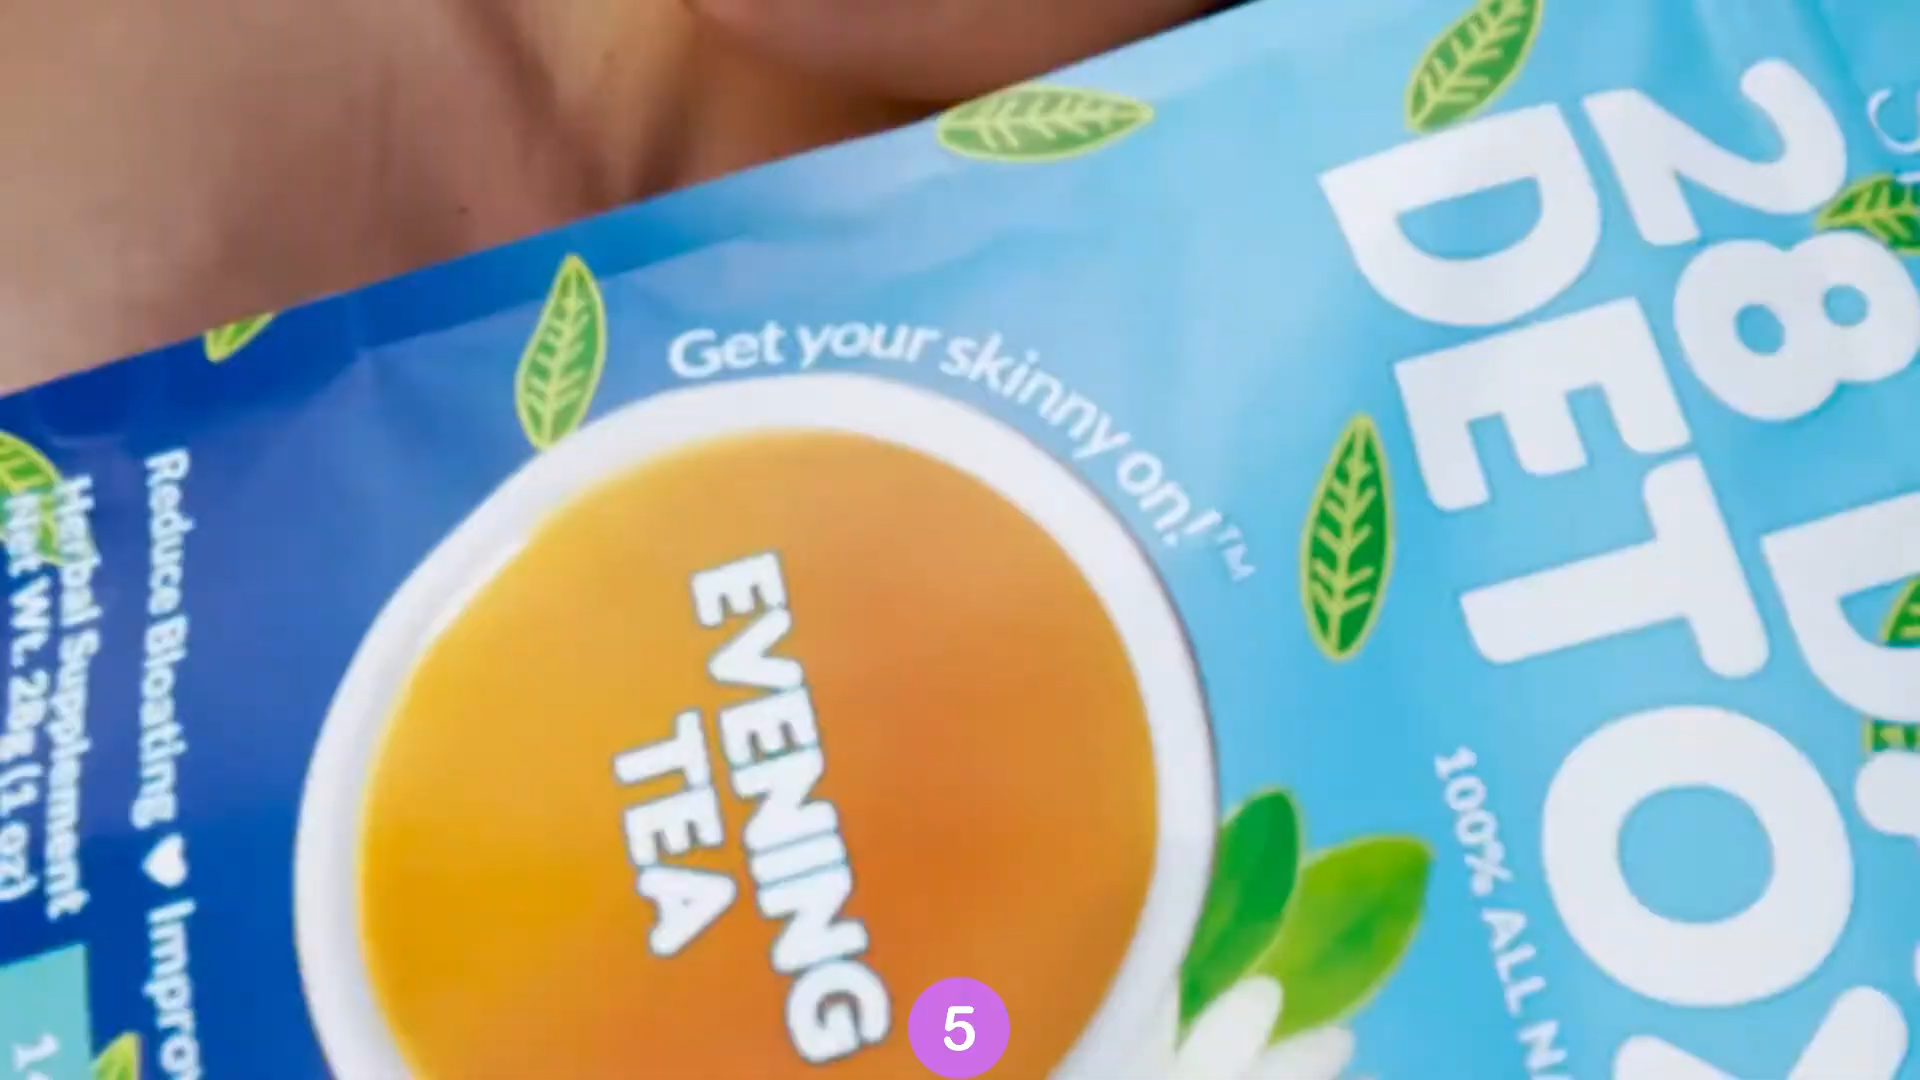 28 D
DETOX
100% ALL N
Get your skinny on!™
EVENING
TEA
Reduce Bloating ♥ Impro
Herbal Supplement
Net Wt. 28g (1 oz)
5